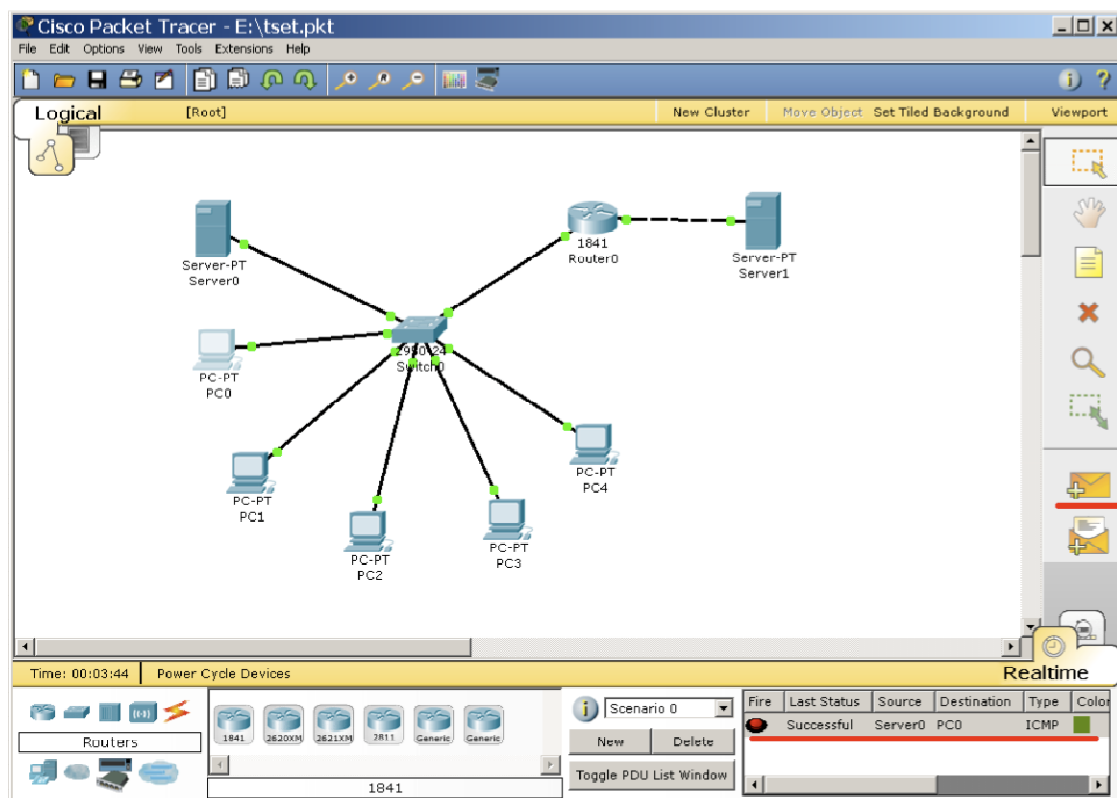 Cisco Packet Tracer - E:\tset.pkt
File Edit Options View Tools Extensions Help
Logical [Root] New Cluster Move Object Set Tiled Background Viewport
1841
Router0
Server-PT
Server1
Server-PT
Server0
Switch0
PC-PT
PC0
PC-PT
PC4
PC-PT
PC1
PC-PT
PC3
PC-PT
PC2
Time: 00:03:44 Power Cycle Devices Realtime
Routers
1841 2620XM 2621XM 2811 Generic Generic
1841
Scenario 0
New Delete
Toggle PDU List Window
Fire Last Status Source Destination Type Color
Successful Server0 PC0 ICMP